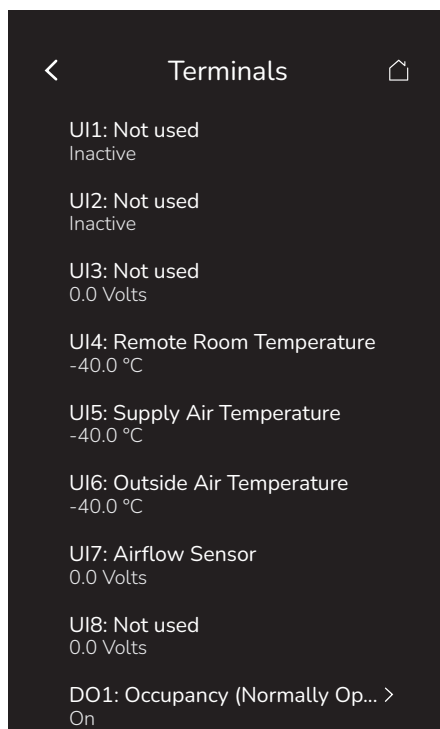 Terminals
UI1: Not used
Inactive
UI2: Not used
Inactive
UI3: Not used
0.0 Volts
UI4: Remote Room Temperature
-40.0 °C
UI5: Supply Air Temperature
-40.0 °C
UI6: Outside Air Temperature
-40.0 °C
UI7: Airflow Sensor
0.0 Volts
UI8: Not used
0.0 Volts
DO1: Occupancy (Normally Op...
On